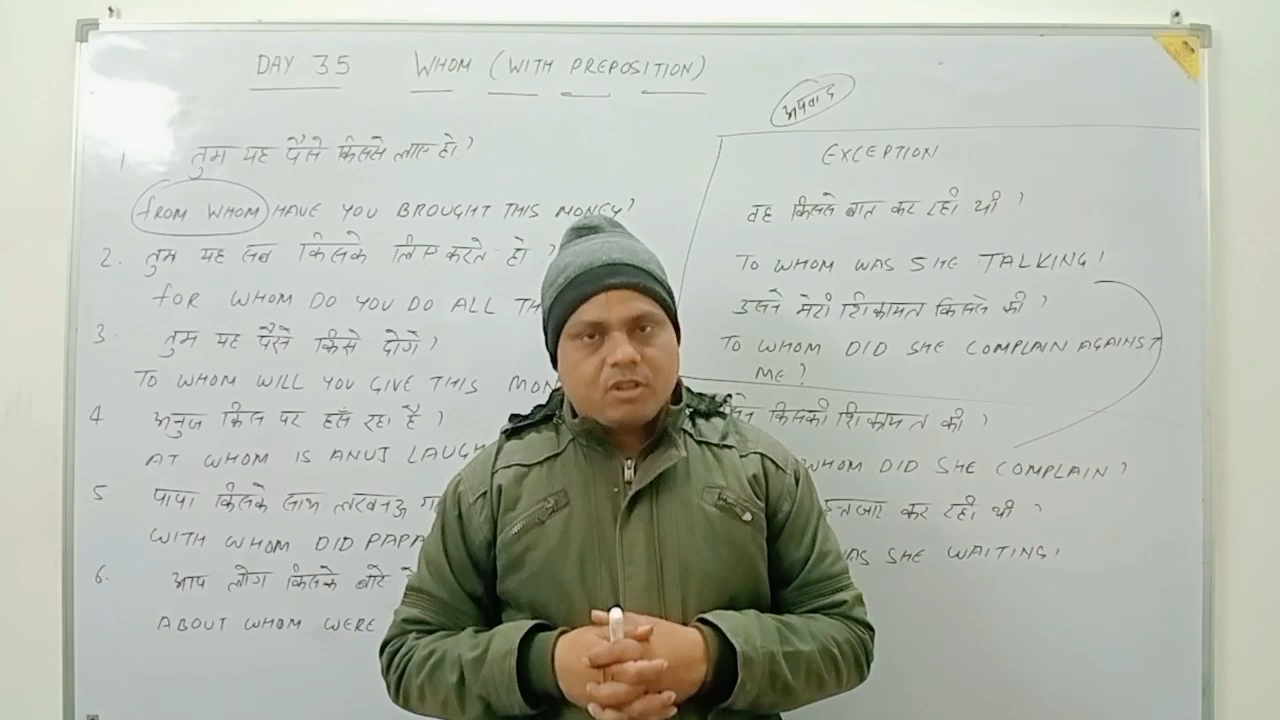 DAY 35 WHOM (WITH PREPOSITION)
1 तुम यह पैसे किससे लाए हो?
(FROM WHOM) HAVE YOU BROUGHT THIS MONEY?
2. तुम यह सब किसके लिए करते हो ?
FOR WHOM DO YOU DO ALL TH
3 तुम यह पैसे किसे दोगे?
TO WHOM WILL YOU GIVE THIS MON
4 अनुज किस पर हँस रहा है ?
AT WHOM IS ANUJ LAUGH
5 पापा किसके साथ लखनऊ ग
WITH WHOM DID PAPA
6. आप लोग किसके बारे
ABOUT WHOM WERE
अपवाद
EXCEPTION
वह किससे बात कर रही थी ?
TO WHOM WAS SHE TALKING?
उसने मेरी शिकायत किससे की ?
TO WHOM DID SHE COMPLAIN AGAINST
ME?
किसकी शिकायत की ?
WHOM DID SHE COMPLAIN?
कर रही थी ?
WAS SHE WAITING?